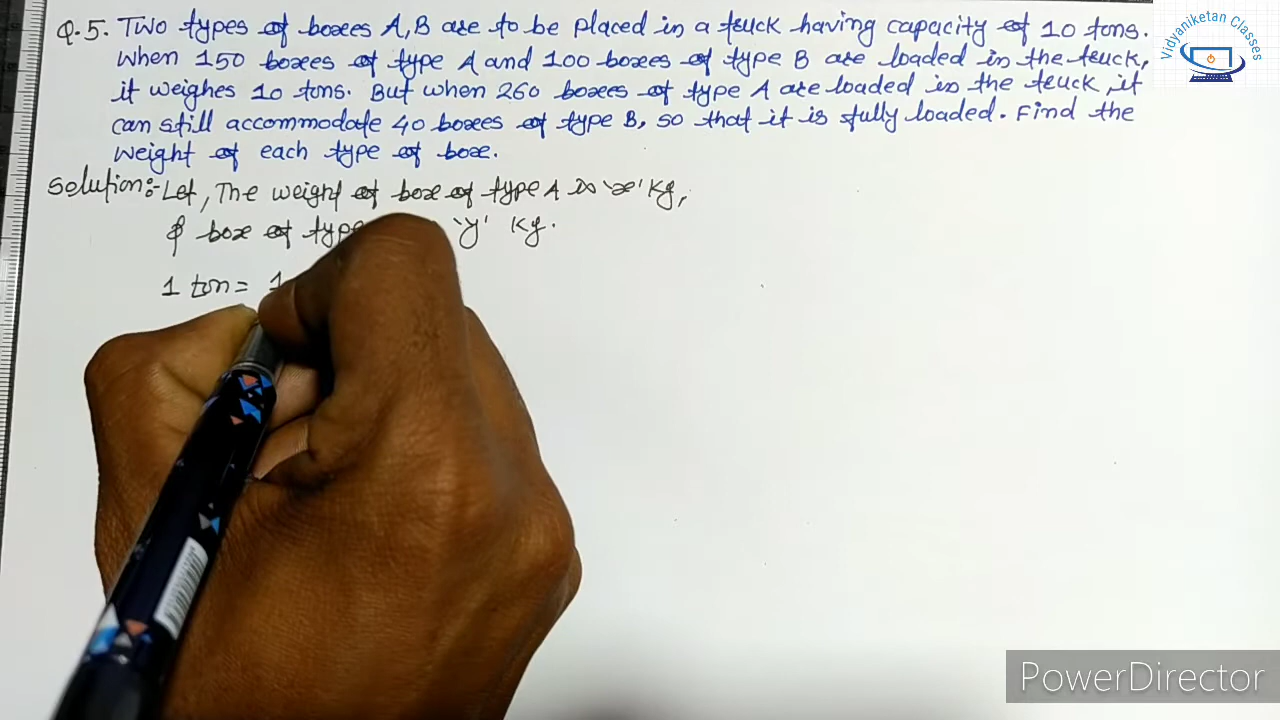 Q.5. Two types of boxes A, B are to be placed in a truck having capacity of 10 tons.
When 150 boxes of type A and 100 boxes of type B are loaded in the truck,
it weighes 10 tons. But when 260 boxes of type A are loaded in the truck, it
can still accommodate 40 boxes of type B, so that it is fully loaded. Find the
weight of each type of box.
Solution:- Let, The weight of box of type A is 'x' Kg,
& box of type 'y' Kg.
1 ton = 1
Vidyaniketan Classes
PowerDirector